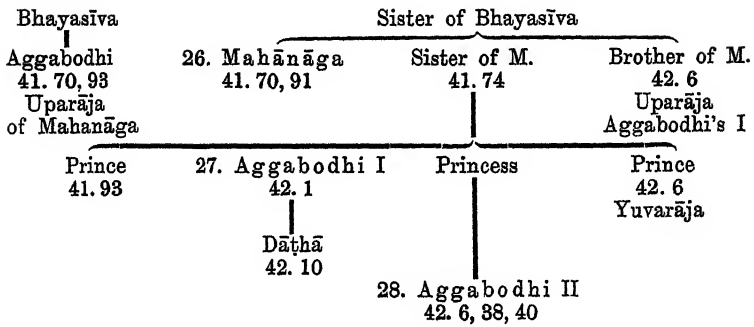 Bhayasīva Sister of Bhayasīva
Aggabodhi 26. Mahānāga Sister of M. Brother of M.
41. 70, 93 41. 70, 91 41. 74 42. 6
Uparāja Uparāja
of Mahanāga Aggabodhi's I
Prince 27. Aggabodhi I Princess Prince
41. 93 42. 1 42. 6
Yuvarāja
Dāṭhā
42. 10
28. Aggabodhi II
42. 6, 38, 40